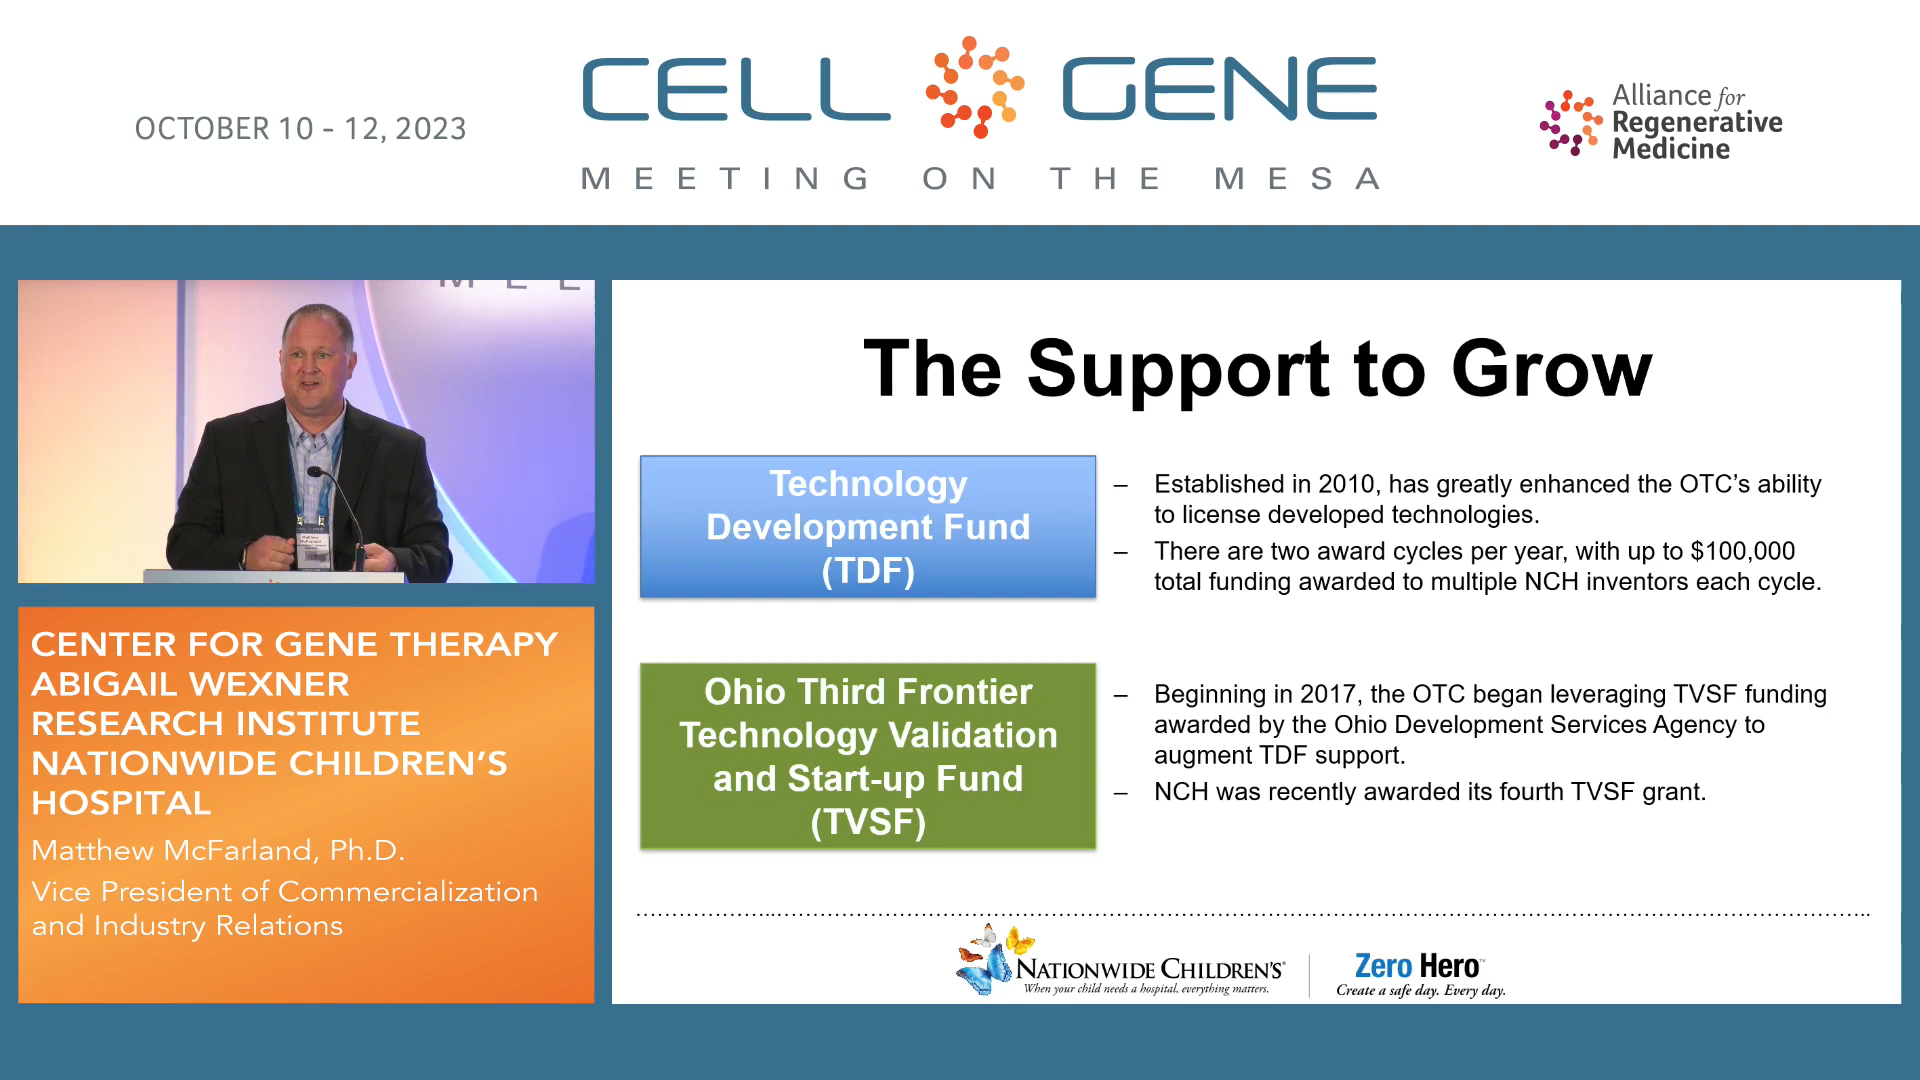 OCTOBER 10 - 12, 2023
CELL GENE
MEETING ON THE MESA
Alliance for
Regenerative
Medicine
M E E
CENTER FOR GENE THERAPY
ABIGAIL WEXNER
RESEARCH INSTITUTE
NATIONWIDE CHILDREN'S
HOSPITAL
Matthew McFarland, Ph.D.
Vice President of Commercialization
and Industry Relations
The Support to Grow
Technology
Development Fund
(TDF)
– Established in 2010, has greatly enhanced the OTC's ability
to license developed technologies.
– There are two award cycles per year, with up to $100,000
total funding awarded to multiple NCH inventors each cycle.
Ohio Third Frontier
Technology Validation
and Start-up Fund
(TVSF)
– Beginning in 2017, the OTC began leveraging TVSF funding
awarded by the Ohio Development Services Agency to
augment TDF support.
– NCH was recently awarded its fourth TVSF grant.
NATIONWIDE CHILDREN'S®
When your child needs a hospital, everything matters.
Zero Hero™
Create a safe day. Every day.